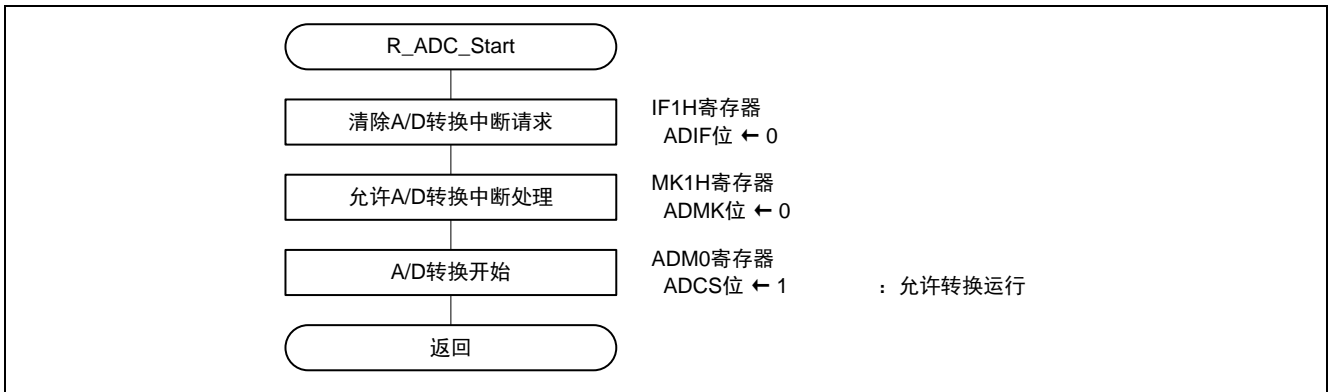 R_ADC_Start
清除A/D转换中断请求
IF1H寄存器
ADIF位 ← 0
允许A/D转换中断处理
MK1H寄存器
ADMK位 ← 0
A/D转换开始
ADM0寄存器
ADCS位 ← 1 ：允许转换运行
返回